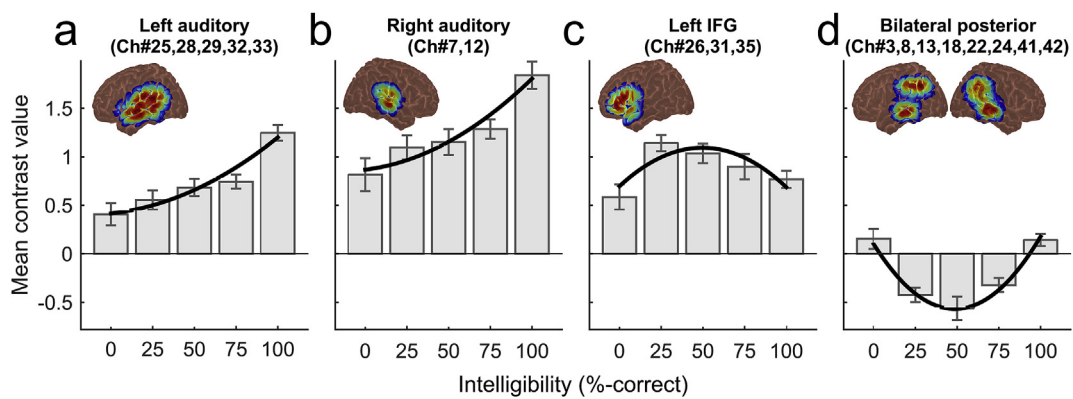 a
Left auditory
(Ch#25,28,29,32,33)
b
Right auditory
(Ch#7,12)
c
Left IFG
(Ch#26,31,35)
d
Bilateral posterior
(Ch#3,8,13,18,22,24,41,42)
Mean contrast value
1.5
1
0.5
0
-0.5
0 25 50 75 100
0 25 50 75 100
0 25 50 75 100
0 25 50 75 100
Intelligibility (%-correct)